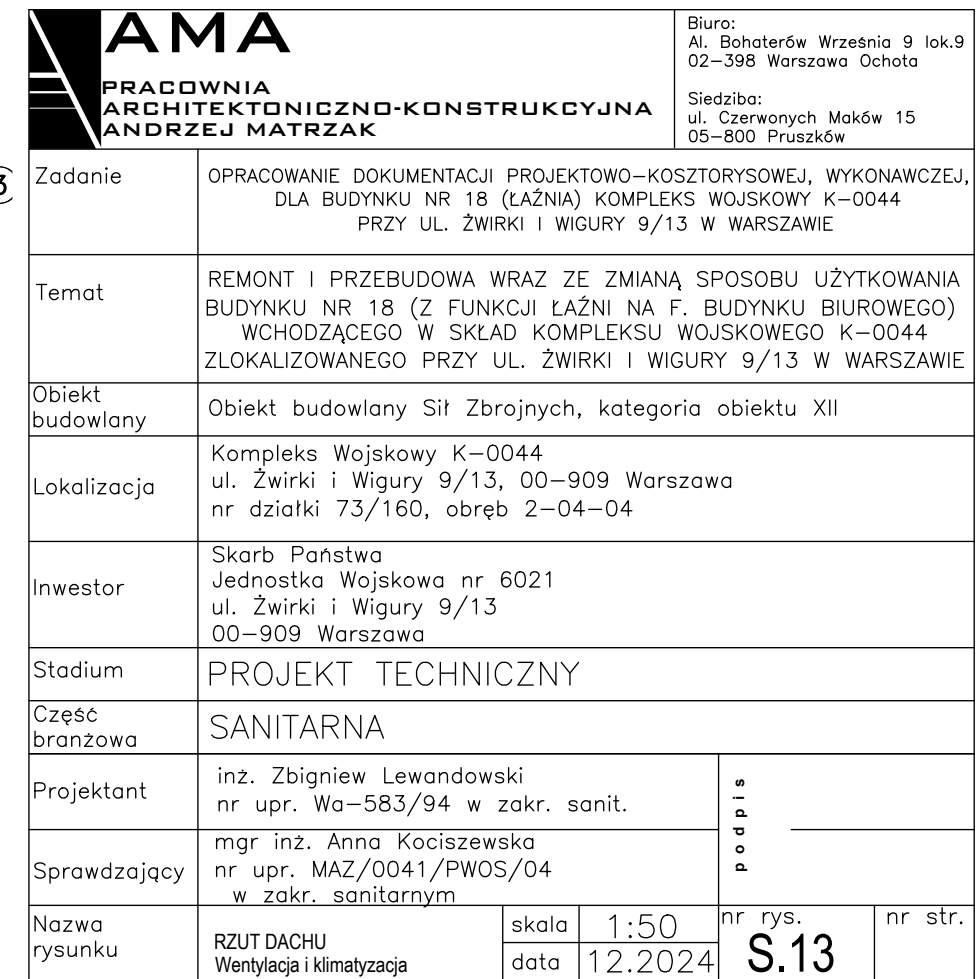 AMA
PRACOWNIA
ARCHITEKTONICZNO-KONSTRUKCYJNA
ANDRZEJ MATRZAK
Biuro:
Al. Bohaterów Września 9 lok.9
02-398 Warszawa Ochota
Siedziba:
ul. Czerwonych Maków 15
05-800 Pruszków
3
Zadanie
OPRACOWANIE DOKUMENTACJI PROJEKTOWO-KOSZTORYSOWEJ, WYKONAWCZEJ,
DLA BUDYNKU NR 18 (ŁAŹNIA) KOMPLEKS WOJSKOWY K-0044
PRZY UL. ŻWIRKI I WIGURY 9/13 W WARSZAWIE
Temat
REMONT I PRZEBUDOWA WRAZ ZE ZMIANĄ SPOSOBU UŻYTKOWANIA
BUDYNKU NR 18 (Z FUNKCJI ŁAŹNI NA F. BUDYNKU BIUROWEGO)
WCHODZĄCEGO W SKŁAD KOMPLEKSU WOJSKOWEGO K-0044
ZLOKALIZOWANEGO PRZY UL. ŻWIRKI I WIGURY 9/13 W WARSZAWIE
Obiekt
budowlany
Obiekt budowlany Sił Zbrojnych, kategoria obiektu XII
Lokalizacja
Kompleks Wojskowy K-0044
ul. Żwirki i Wigury 9/13, 00-909 Warszawa
nr działki 73/160, obręb 2-04-04
Inwestor
Skarb Państwa
Jednostka Wojskowa nr 6021
ul. Żwirki i Wigury 9/13
00-909 Warszawa
Stadium
PROJEKT TECHNICZNY
Część
branżowa
SANITARNA
Projektant
inż. Zbigniew Lewandowski
nr upr. Wa-583/94 w zakr. sanit.
podpis
Sprawdzający
mgr inż. Anna Kociszewska
nr upr. MAZ/0041/PWOS/04
w zakr. sanitarnym
Nazwa
rysunku
RZUT DACHU
Wentylacja i klimatyzacja
skala 1:50
data 12.2024
nr rys.
S.13
nr str.